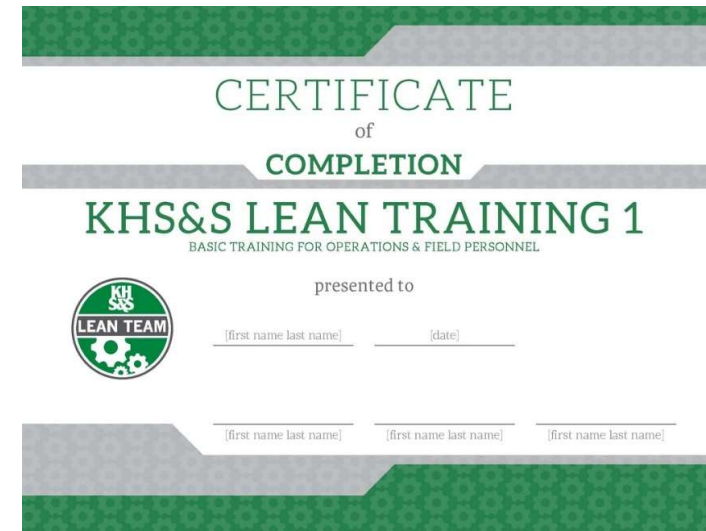 CERTIFICATE
of
COMPLETION
KHS&S LEAN TRAINING 1
BASIC TRAINING FOR OPERATIONS & FIELD PERSONNEL
presented to
KH
S&S
LEAN TEAM
[first name last name] [date]
[first name last name] [first name last name] [first name last name]